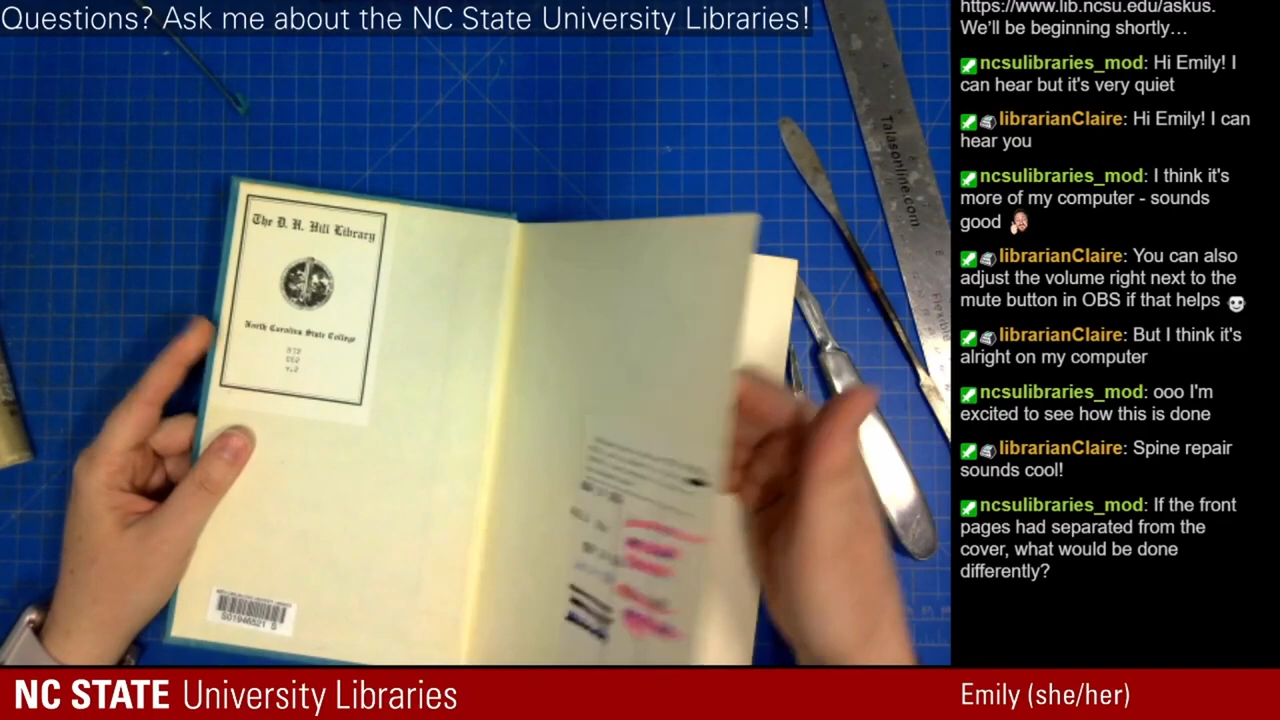 Questions? Ask me about the NC State University Libraries!
https://www.lib.ncsu.edu/askus.
We'll be beginning shortly…
ncsulibraries_mod: Hi Emily! I
can hear but it's very quiet
librarianClaire: Hi Emily! I can
hear you
ncsulibraries_mod: I think it's
more of my computer - sounds
good
librarianClaire: You can also
adjust the volume right next to the
mute button in OBS if that helps
librarianClaire: But I think it's
alright on my computer
ncsulibraries_mod: ooo I'm
excited to see how this is done
librarianClaire: Spine repair
sounds cool!
ncsulibraries_mod: If the front
pages had separated from the
cover, what would be done
differently?
Talasonline.com
Flexible
The D. H. Hill Library
North Carolina State College
v.2
NC STATE University Libraries
Emily (she/her)